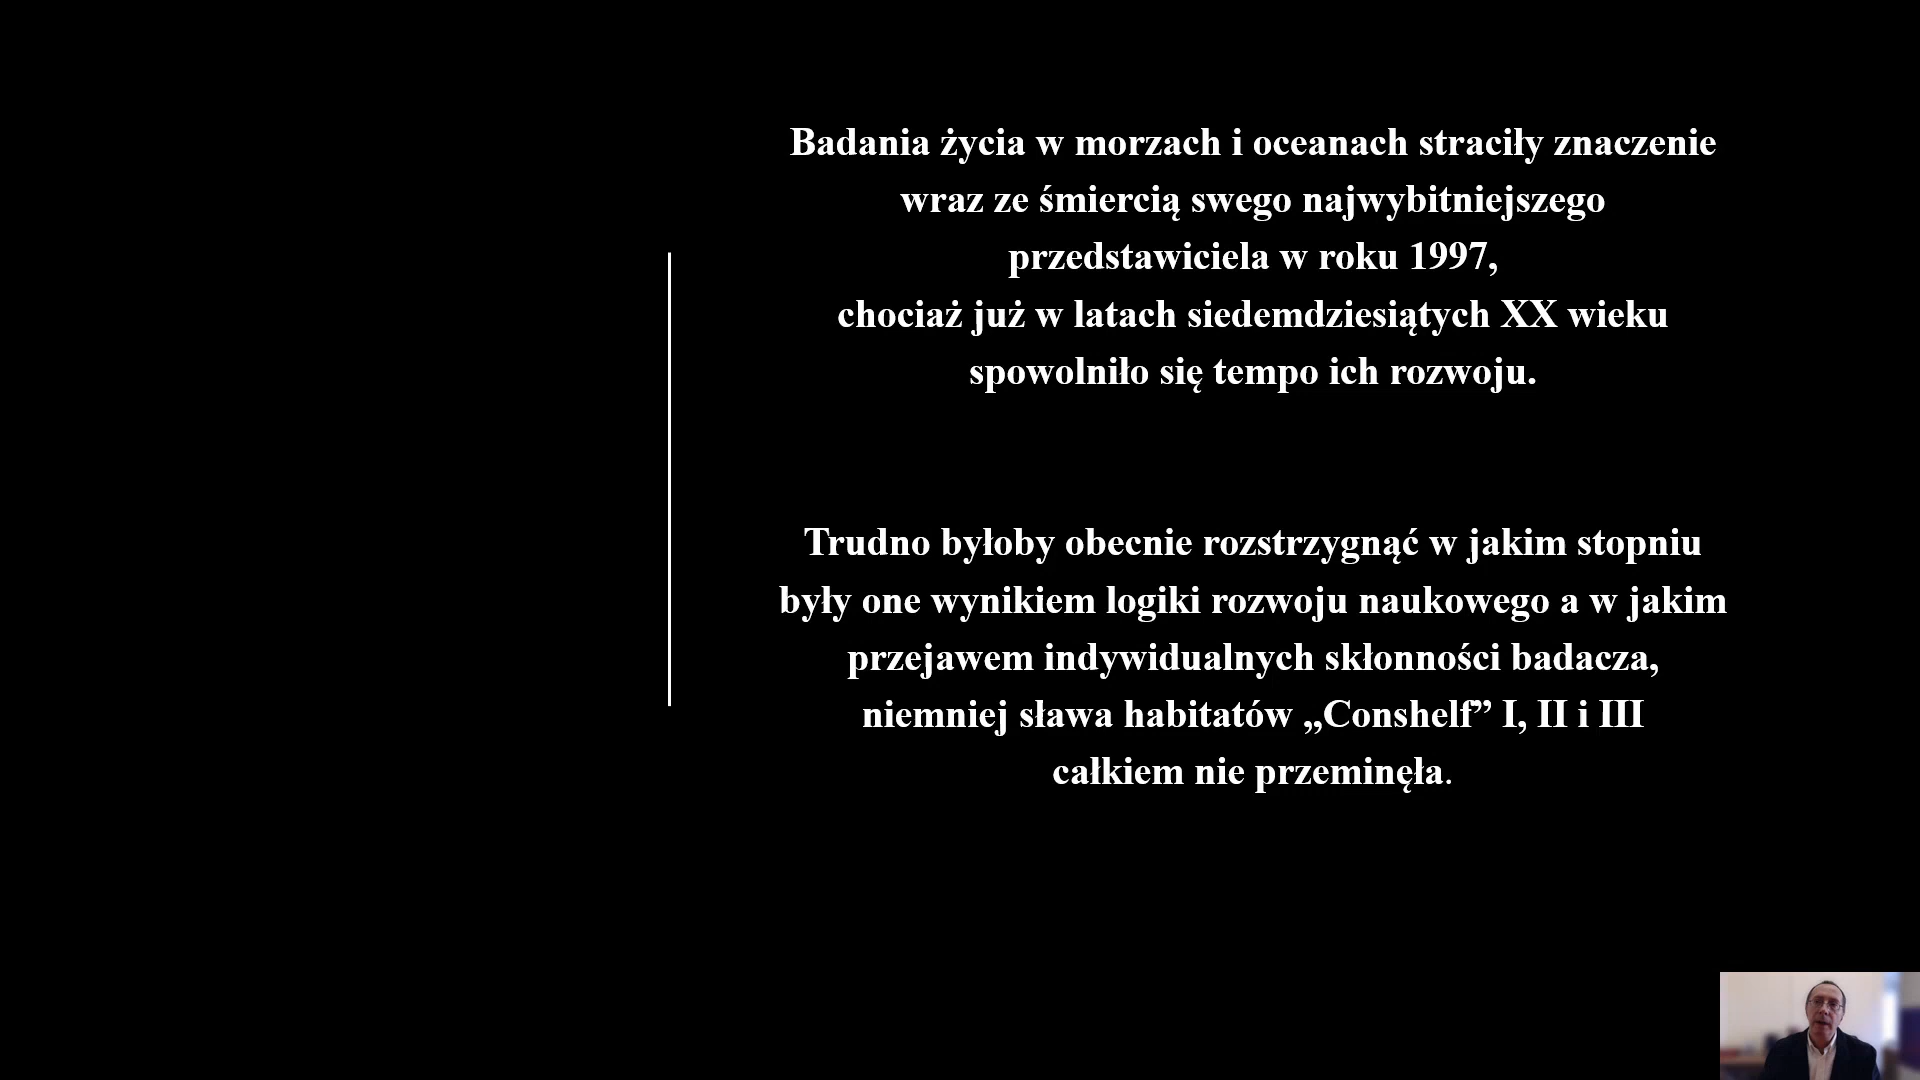 Badania życia w morzach i oceanach straciły znaczenie
wraz ze śmiercią swego najwybitniejszego
przedstawiciela w roku 1997,
chociaż już w latach siedemdziesiątych XX wieku
spowolniło się tempo ich rozwoju.
Trudno byłoby obecnie rozstrzygnąć w jakim stopniu
były one wynikiem logiki rozwoju naukowego a w jakim
przejawem indywidualnych skłonności badacza,
niemniej sława habitatów „Conshelf” I, II i III
całkiem nie przeminęła.